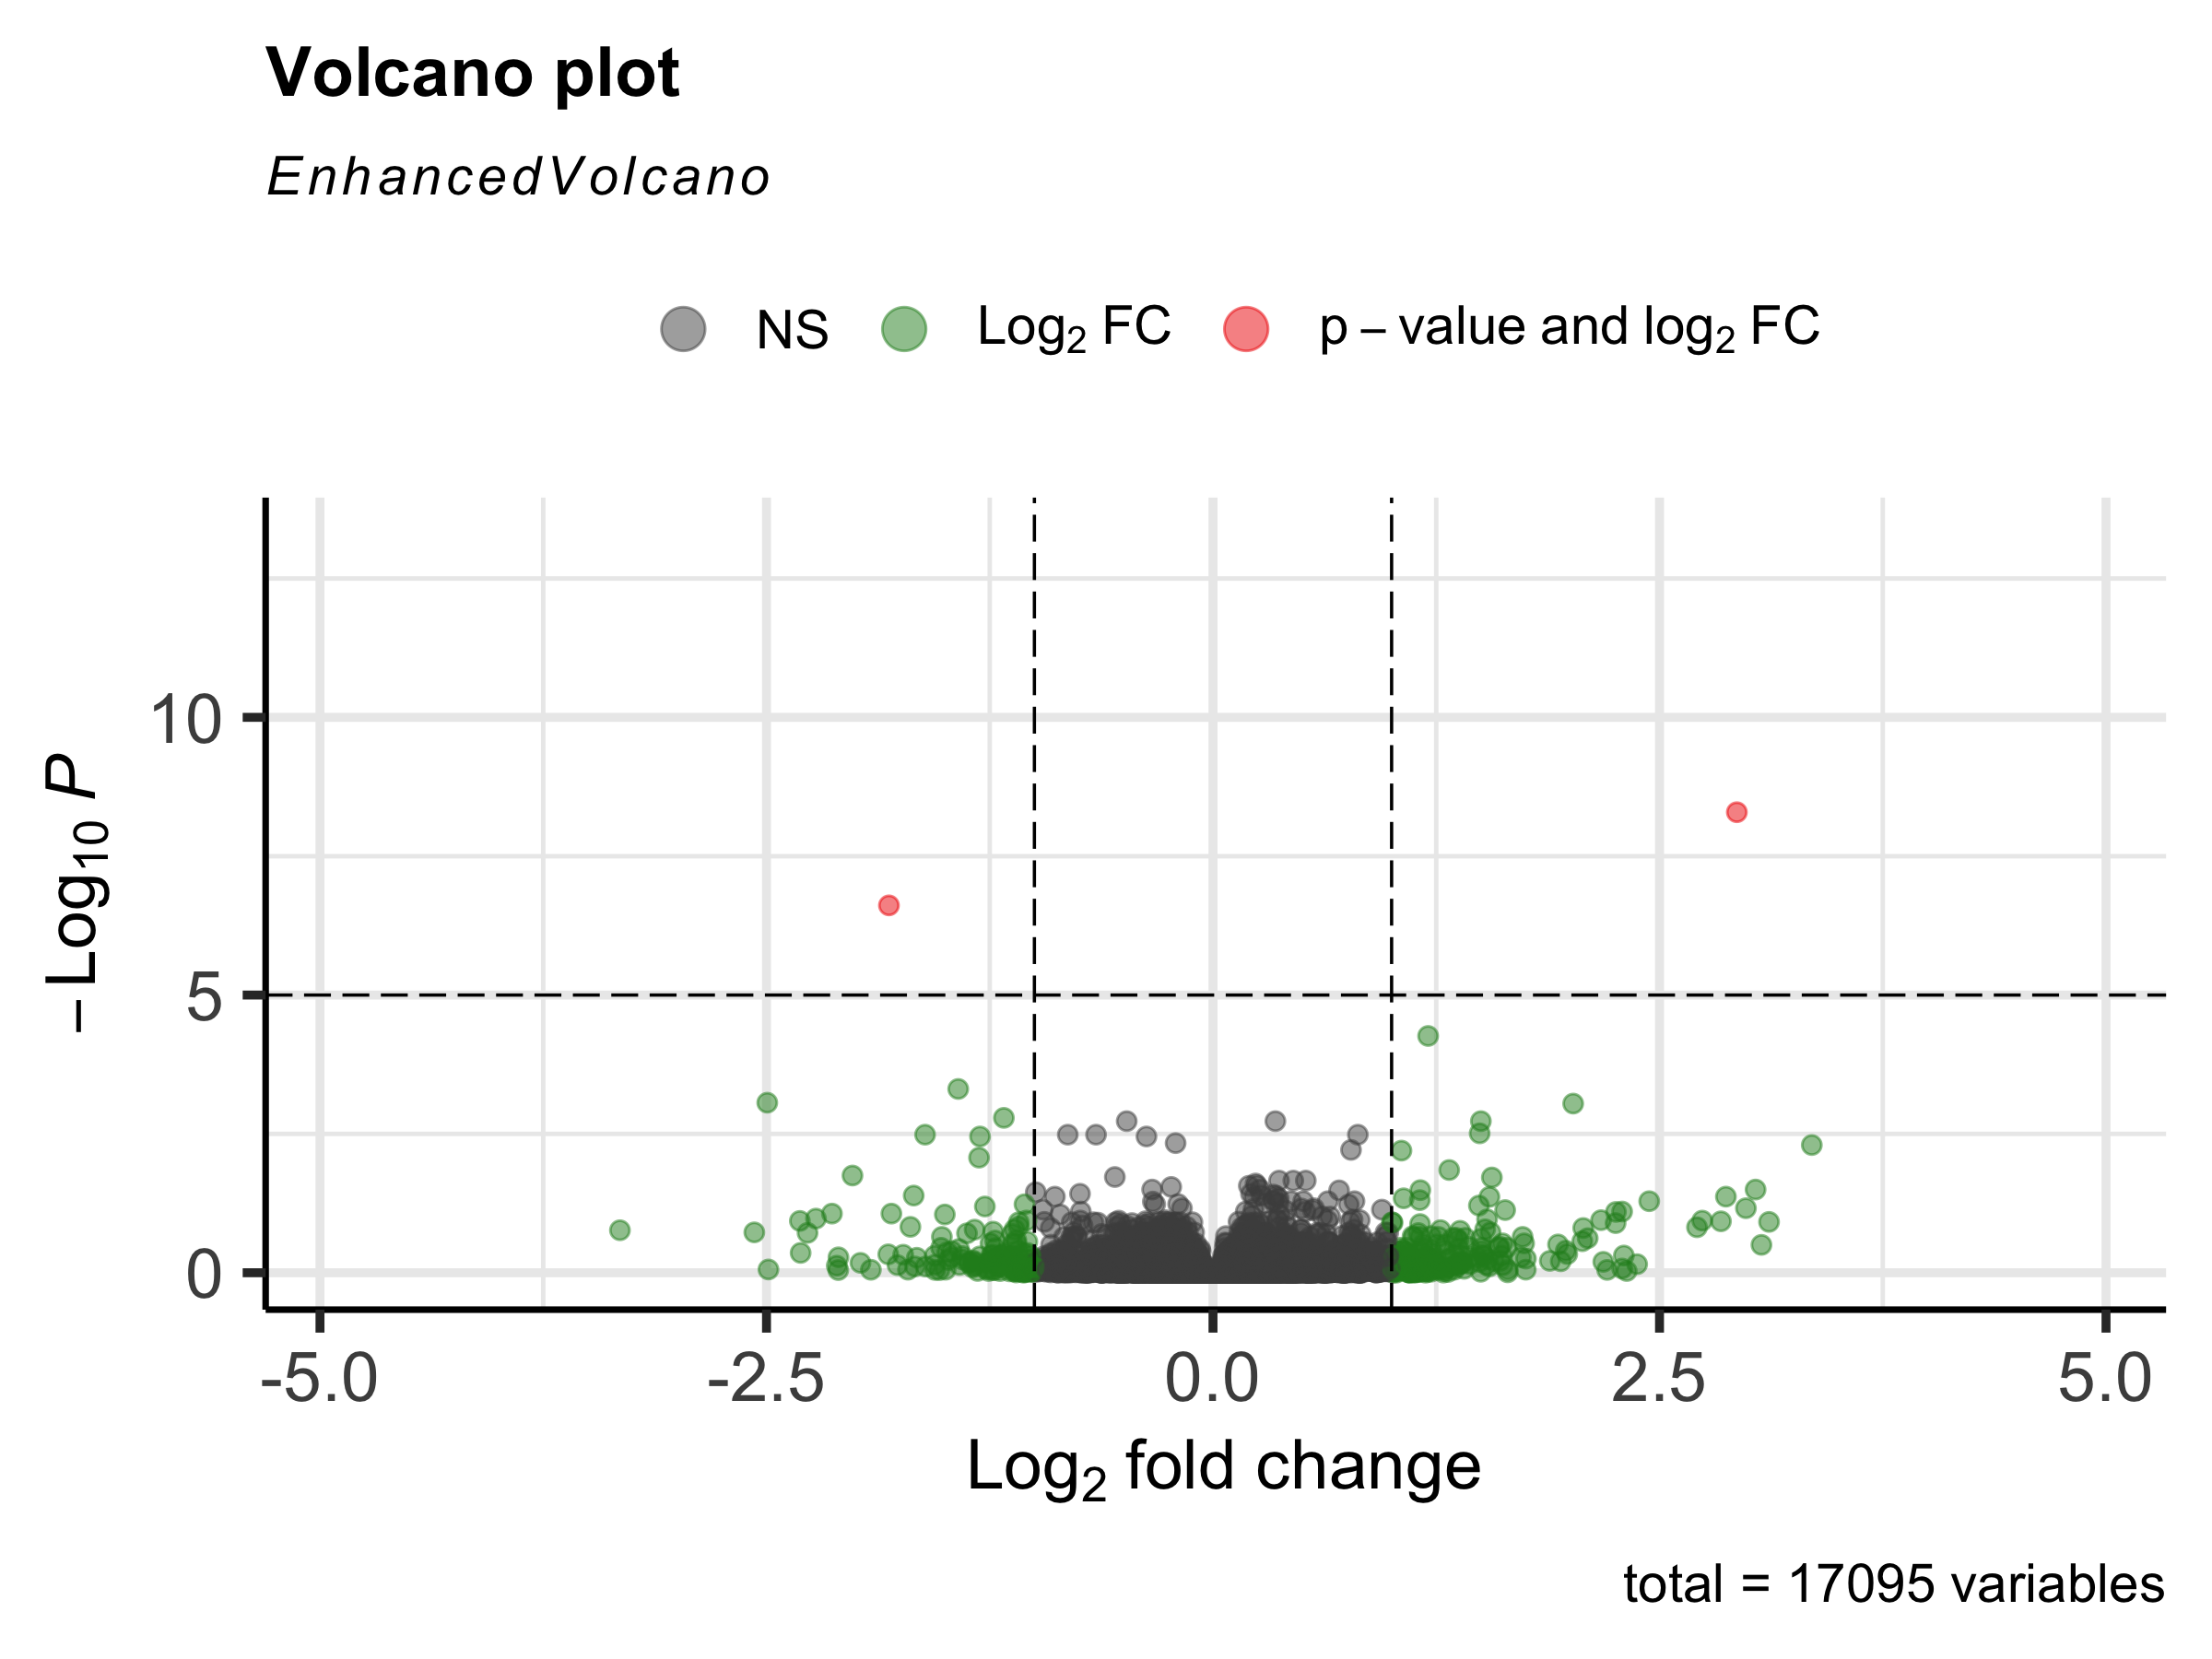 Volcano plot
EnhancedVolcano
NS Log2 FC p – value and log2 FC
10
5
0
– Log10 P
-5.0 -2.5 0.0 2.5 5.0
Log2 fold change
total = 17095 variables